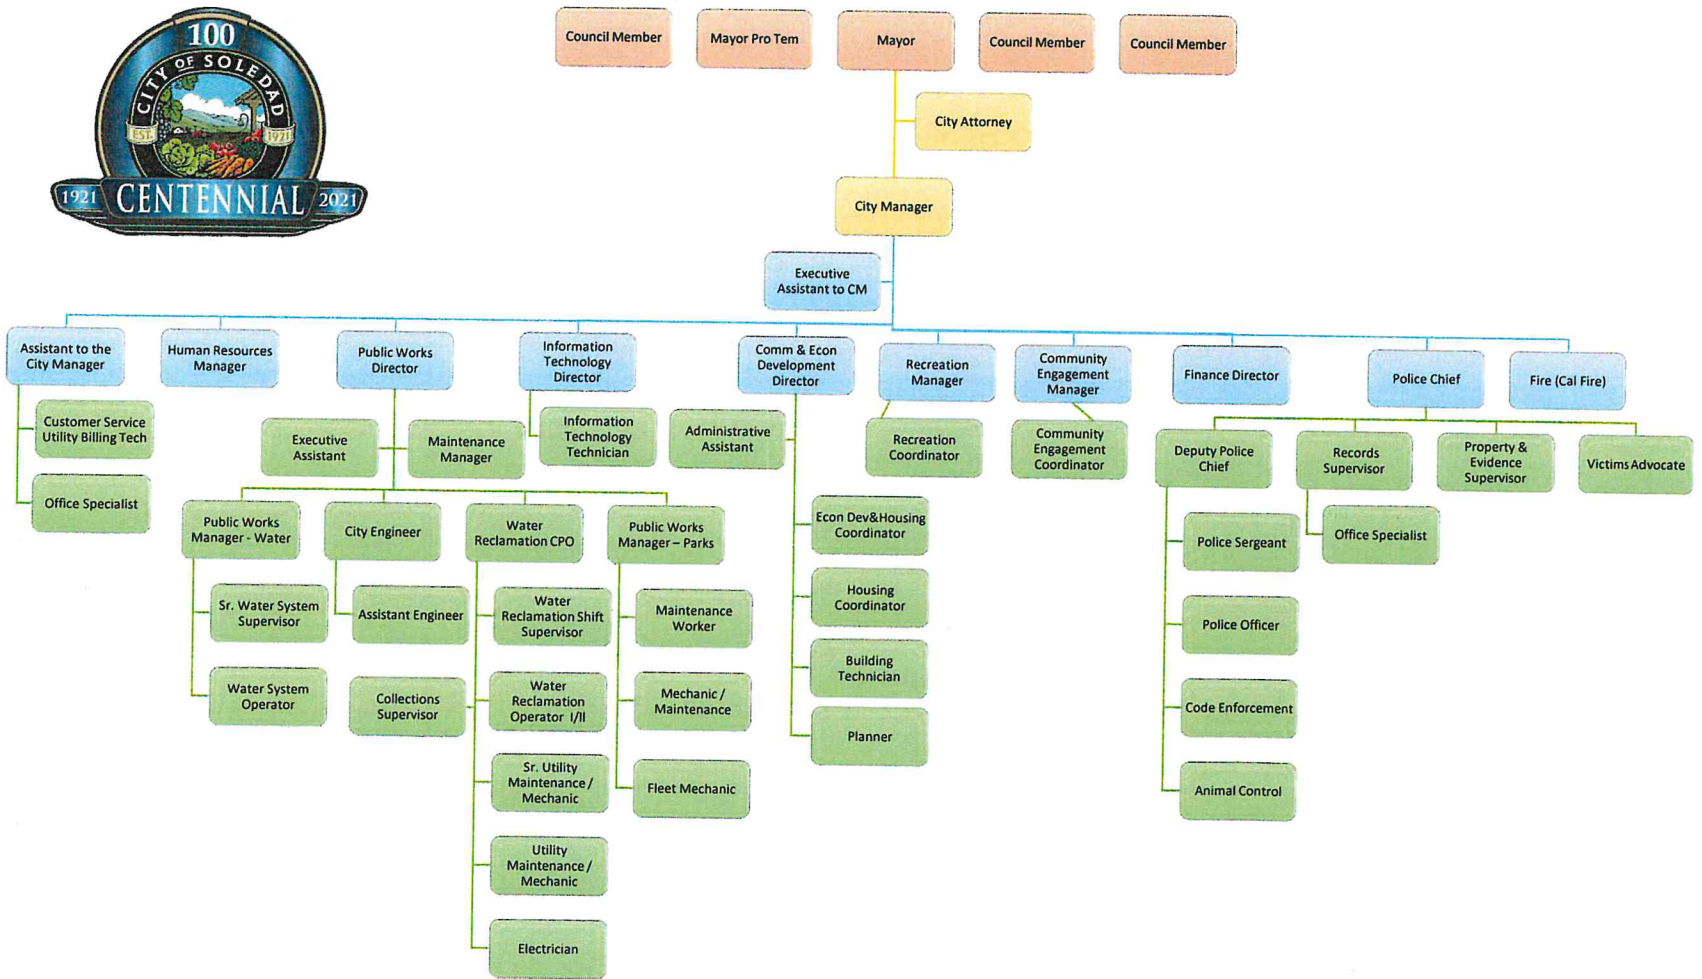 100
CITY OF SOLEDAD
EST.
1921
1921
CENTENNIAL
2021
Council Member
Mayor Pro Tem
Mayor
Council Member
Council Member
City Attorney
City Manager
Executive
Assistant to CM
Assistant to the
City Manager
Human Resources
Manager
Public Works
Director
Information
Technology
Director
Comm & Econ
Development
Director
Recreation
Manager
Community
Engagement
Manager
Finance Director
Police Chief
Fire (Cal Fire)
Customer Service
Utility Billing Tech
Office Specialist
Executive
Assistant
Maintenance
Manager
Information
Technology
Technician
Administrative
Assistant
Recreation
Coordinator
Community
Engagement
Coordinator
Deputy Police
Chief
Records
Supervisor
Property &
Evidence
Supervisor
Victims Advocate
Public Works
Manager - Water
City Engineer
Water
Reclamation CPO
Public Works
Manager – Parks
Econ Dev&Housing
Coordinator
Police Sergeant
Office Specialist
Sr. Water System
Supervisor
Assistant Engineer
Water
Reclamation Shift
Supervisor
Maintenance
Worker
Housing
Coordinator
Police Officer
Water System
Operator
Collections
Supervisor
Water
Reclamation
Operator I/II
Mechanic /
Maintenance
Building
Technician
Code Enforcement
Planner
Sr. Utility
Maintenance /
Mechanic
Fleet Mechanic
Animal Control
Utility
Maintenance /
Mechanic
Electrician